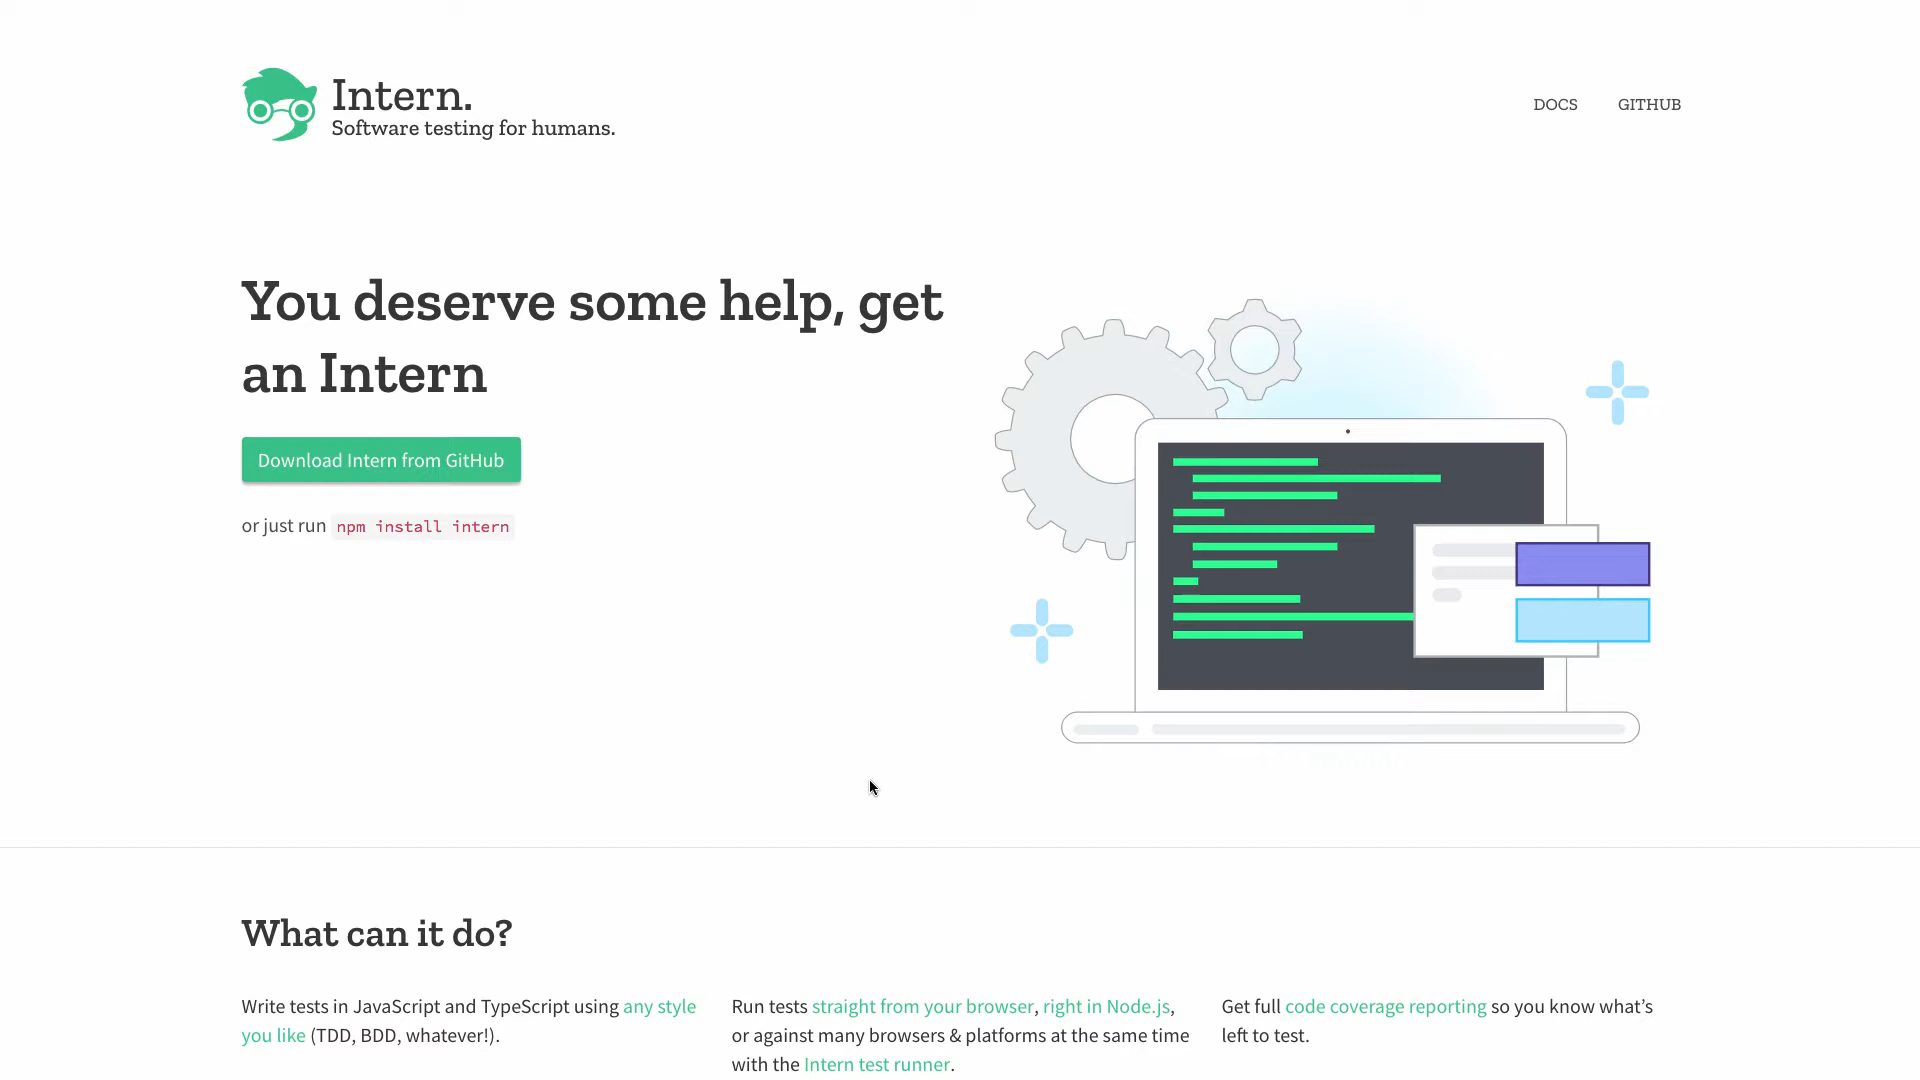 Intern.
Software testing for humans.
DOCS
GITHUB
You deserve some help, get
an Intern
Download Intern from GitHub
or just run npm install intern
What can it do?
Write tests in JavaScript and TypeScript using any style
you like (TDD, BDD, whatever!).
Run tests straight from your browser, right in Node.js,
or against many browsers & platforms at the same time
with the Intern test runner.
Get full code coverage reporting so you know what’s
left to test.